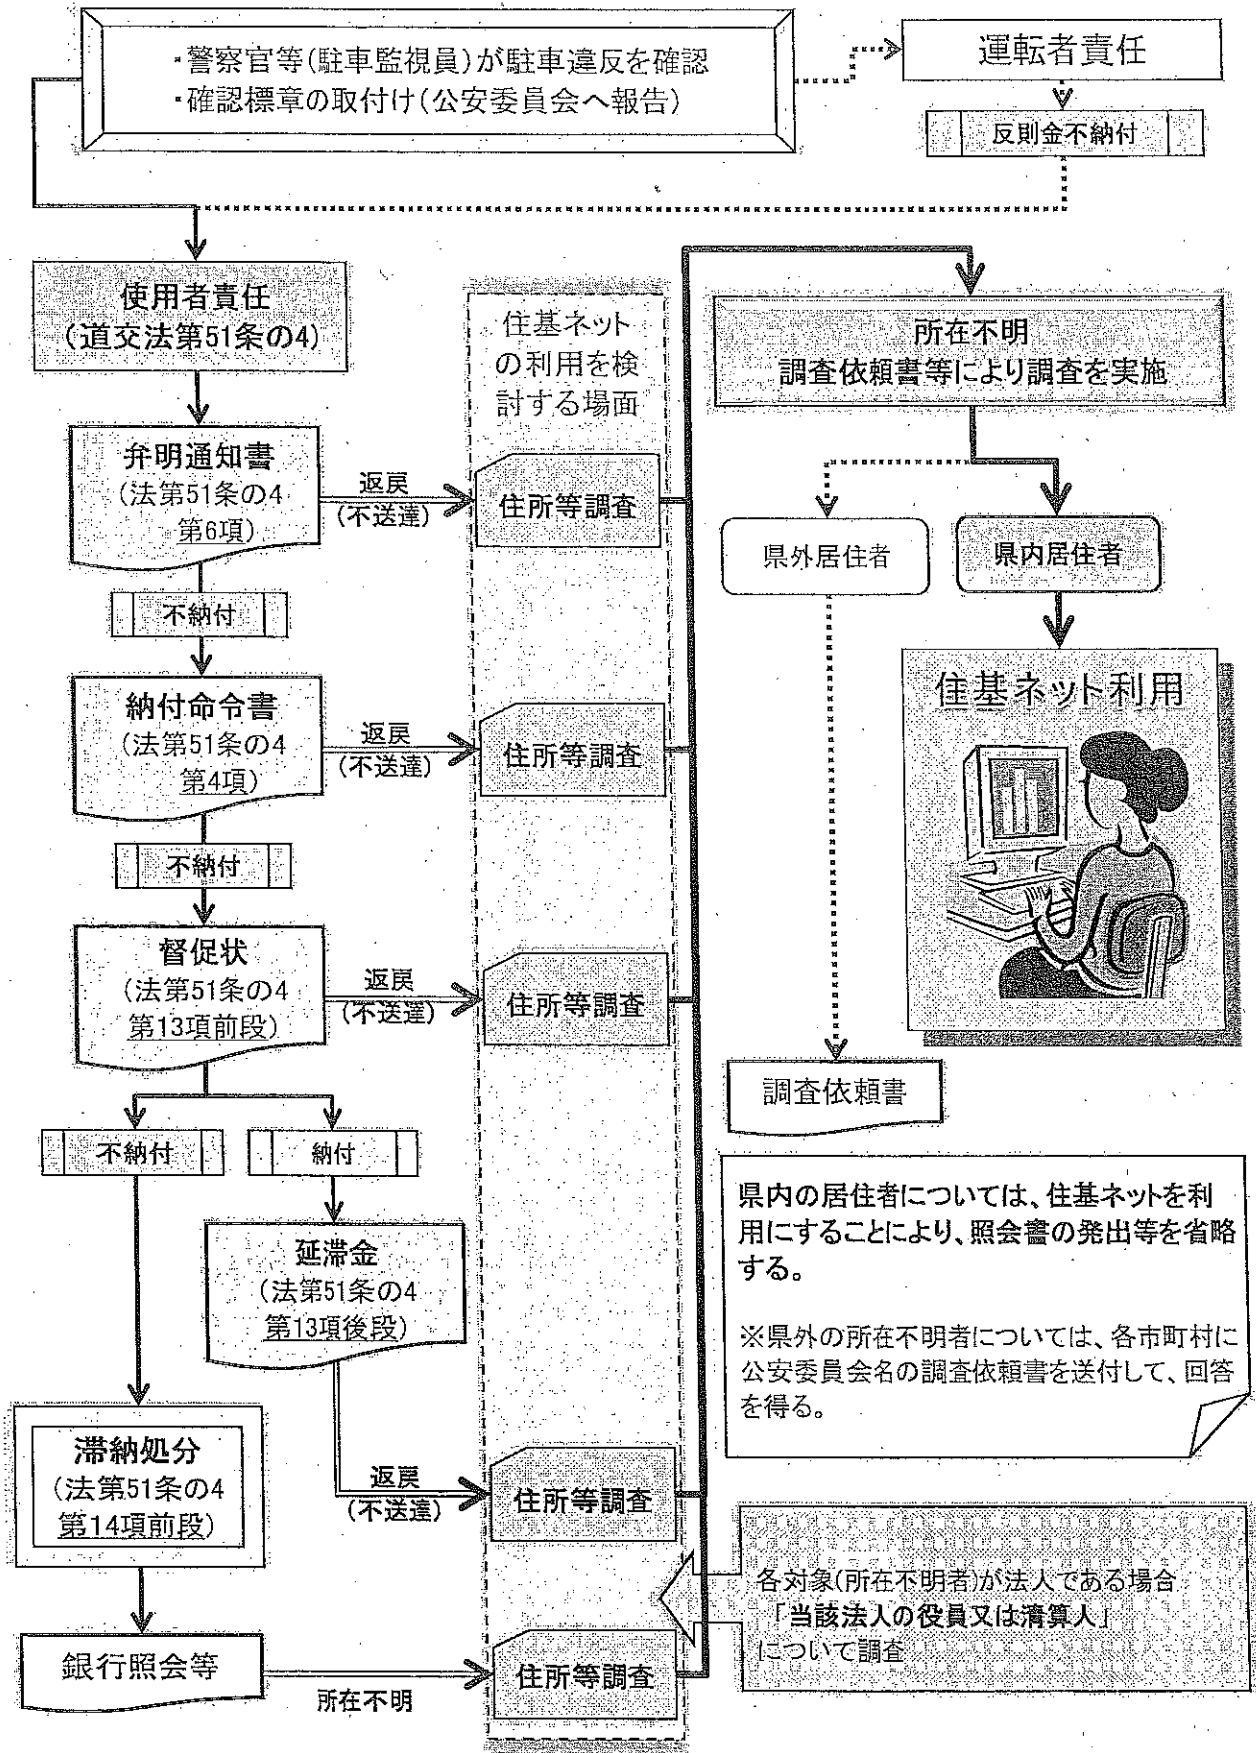 ・警察官等(駐車監視員)が駐車違反を確認
・確認標章の取付け(公安委員会へ報告)
運転者責任
反則金不納付
使用者責任
(道交法第51条の4)
弁明通知書
(法第51条の4
第6項)
返戻
(不送達)
不納付
納付命令書
(法第51条の4
第4項)
返戻
(不送達)
不納付
督促状
(法第51条の4
第13項前段)
返戻
(不送達)
不納付
納付
延滞金
(法第51条の4
第13項後段)
返戻
(不送達)
滞納処分
(法第51条の4
第14項前段)
銀行照会等
所在不明
住基ネット
の利用を検
討する場面
住所等調査
住所等調査
住所等調査
住所等調査
住所等調査
所在不明
調査依頼書等により調査を実施
県外居住者
県内居住者
住基ネット利用
調査依頼書
県内の居住者については、住基ネットを利
用にすることにより、照会書の発出等を省略
する。
※県外の所在不明者については、各市町村に
公安委員会名の調査依頼書を送付して、回答
を得る。
各対象(所在不明者)が法人である場合
「当該法人の役員又は清算人」
について調査